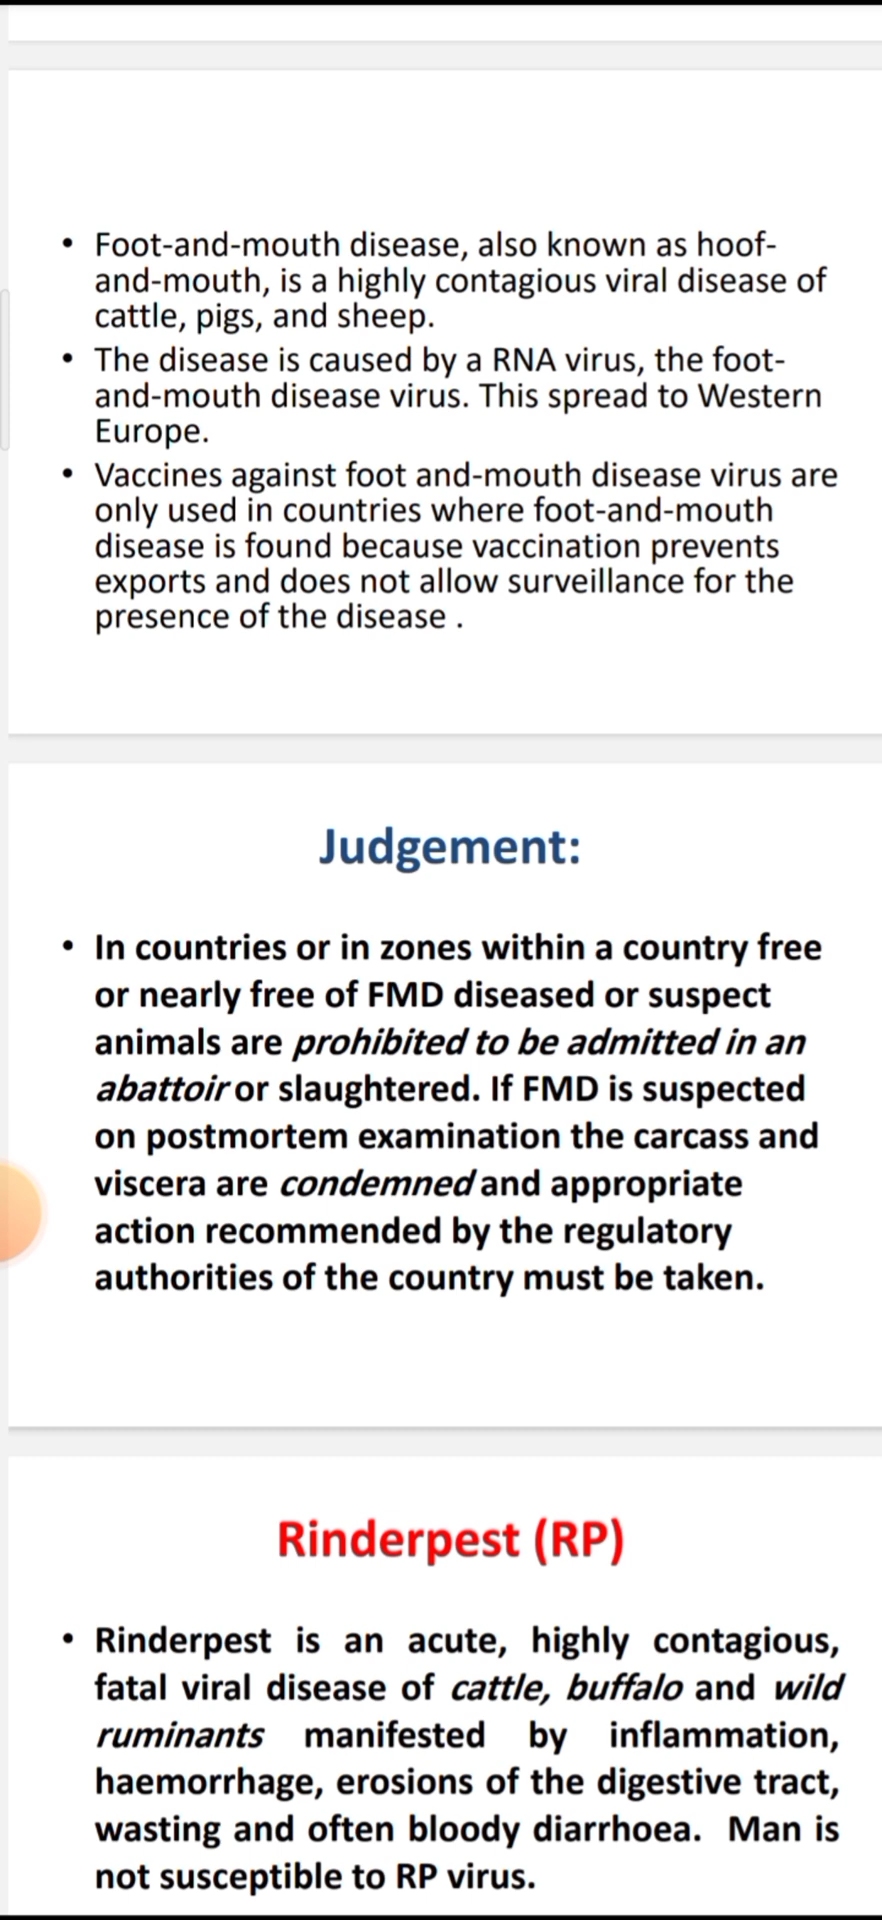 • Foot-and-mouth disease, also known as hoof-
and-mouth, is a highly contagious viral disease of
cattle, pigs, and sheep.
• The disease is caused by a RNA virus, the foot-
and-mouth disease virus. This spread to Western
Europe.
• Vaccines against foot and-mouth disease virus are
only used in countries where foot-and-mouth
disease is found because vaccination prevents
exports and does not allow surveillance for the
presence of the disease .
Judgement:
• In countries or in zones within a country free
or nearly free of FMD diseased or suspect
animals are prohibited to be admitted in an
abattoir or slaughtered. If FMD is suspected
on postmortem examination the carcass and
viscera are condemned and appropriate
action recommended by the regulatory
authorities of the country must be taken.
Rinderpest (RP)
• Rinderpest is an acute, highly contagious,
fatal viral disease of cattle, buffalo and wild
ruminants manifested by inflammation,
haemorrhage, erosions of the digestive tract,
wasting and often bloody diarrhoea. Man is
not susceptible to RP virus.